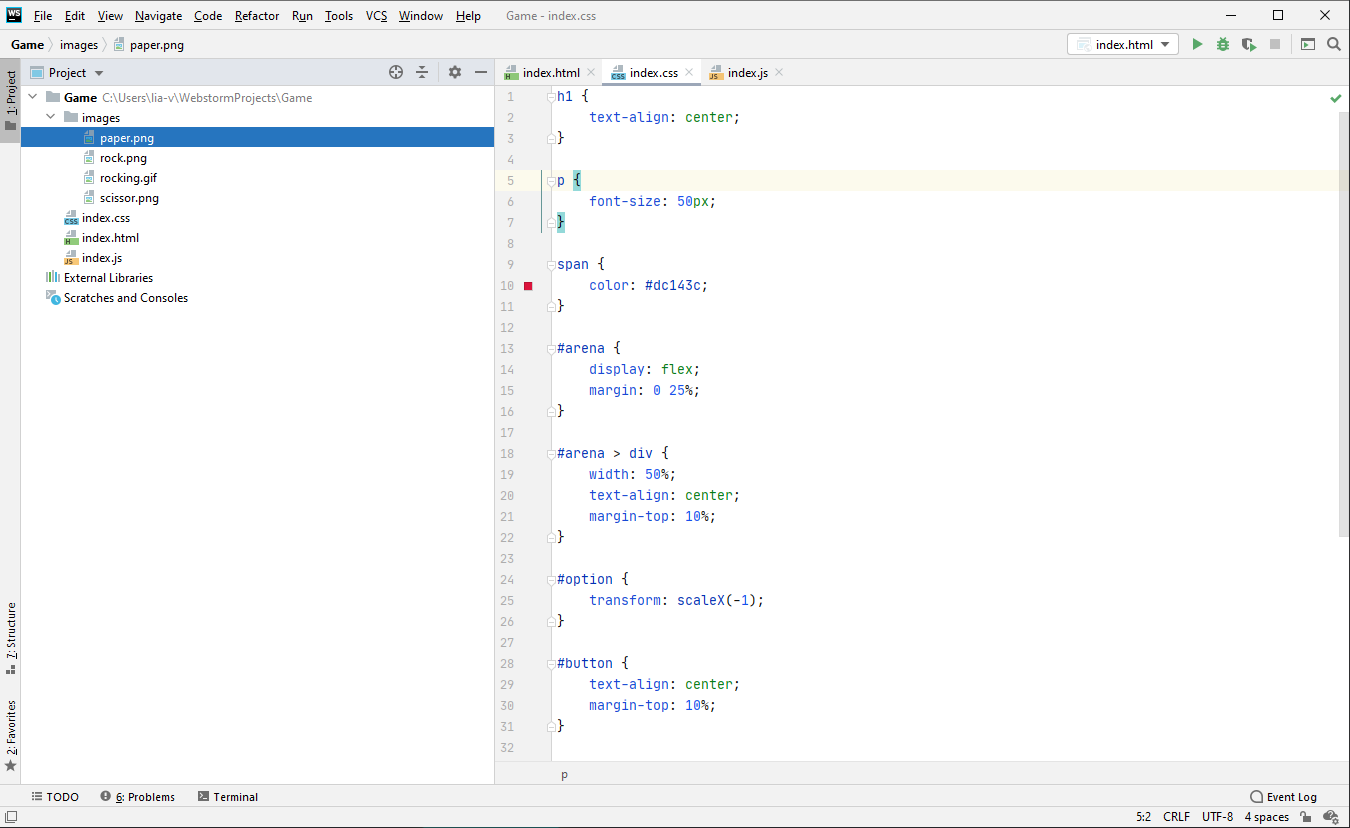 WS File Edit View Navigate Code Refactor Run Tools VCS Window Help Game - index.css
Game images paper.png index.html
1: Project
Project
Game C:\Users\lia-v\WebstormProjects\Game
images
paper.png
rock.png
rocking.gif
scissor.png
CSS index.css
H index.html
JS index.js
External Libraries
Scratches and Consoles
7: Structure
2: Favorites
H index.html CSS index.css JS index.js
1 h1 {
2 text-align: center;
3 }
4
5 p {
6 font-size: 50px;
7 }
8
9 span {
10 color: #dc143c;
11 }
12
13 #arena {
14 display: flex;
15 margin: 0 25%;
16 }
17
18 #arena > div {
19 width: 50%;
20 text-align: center;
21 margin-top: 10%;
22 }
23
24 #option {
25 transform: scaleX(-1);
26 }
27
28 #button {
29 text-align: center;
30 margin-top: 10%;
31 }
32
p
TODO 6: Problems Terminal Event Log
5:2 CRLF UTF-8 4 spaces